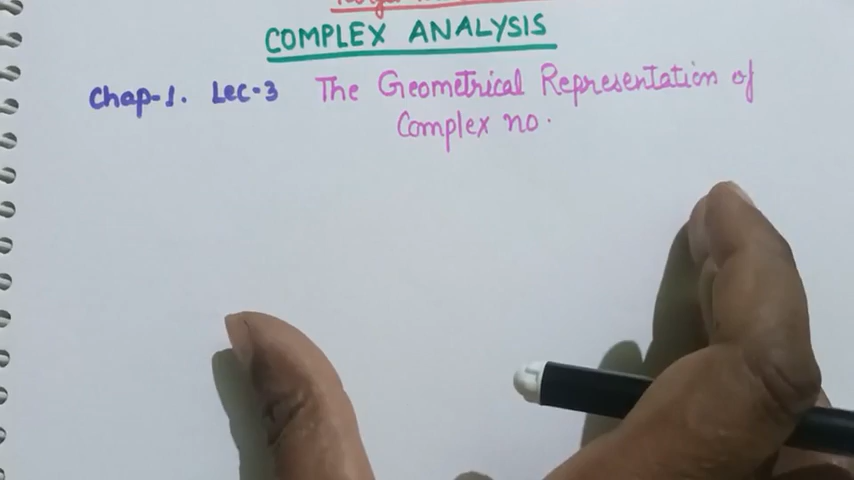 COMPLEX ANALYSIS
Chap-1. Lec-3 The Geometrical Representation of
Complex no.